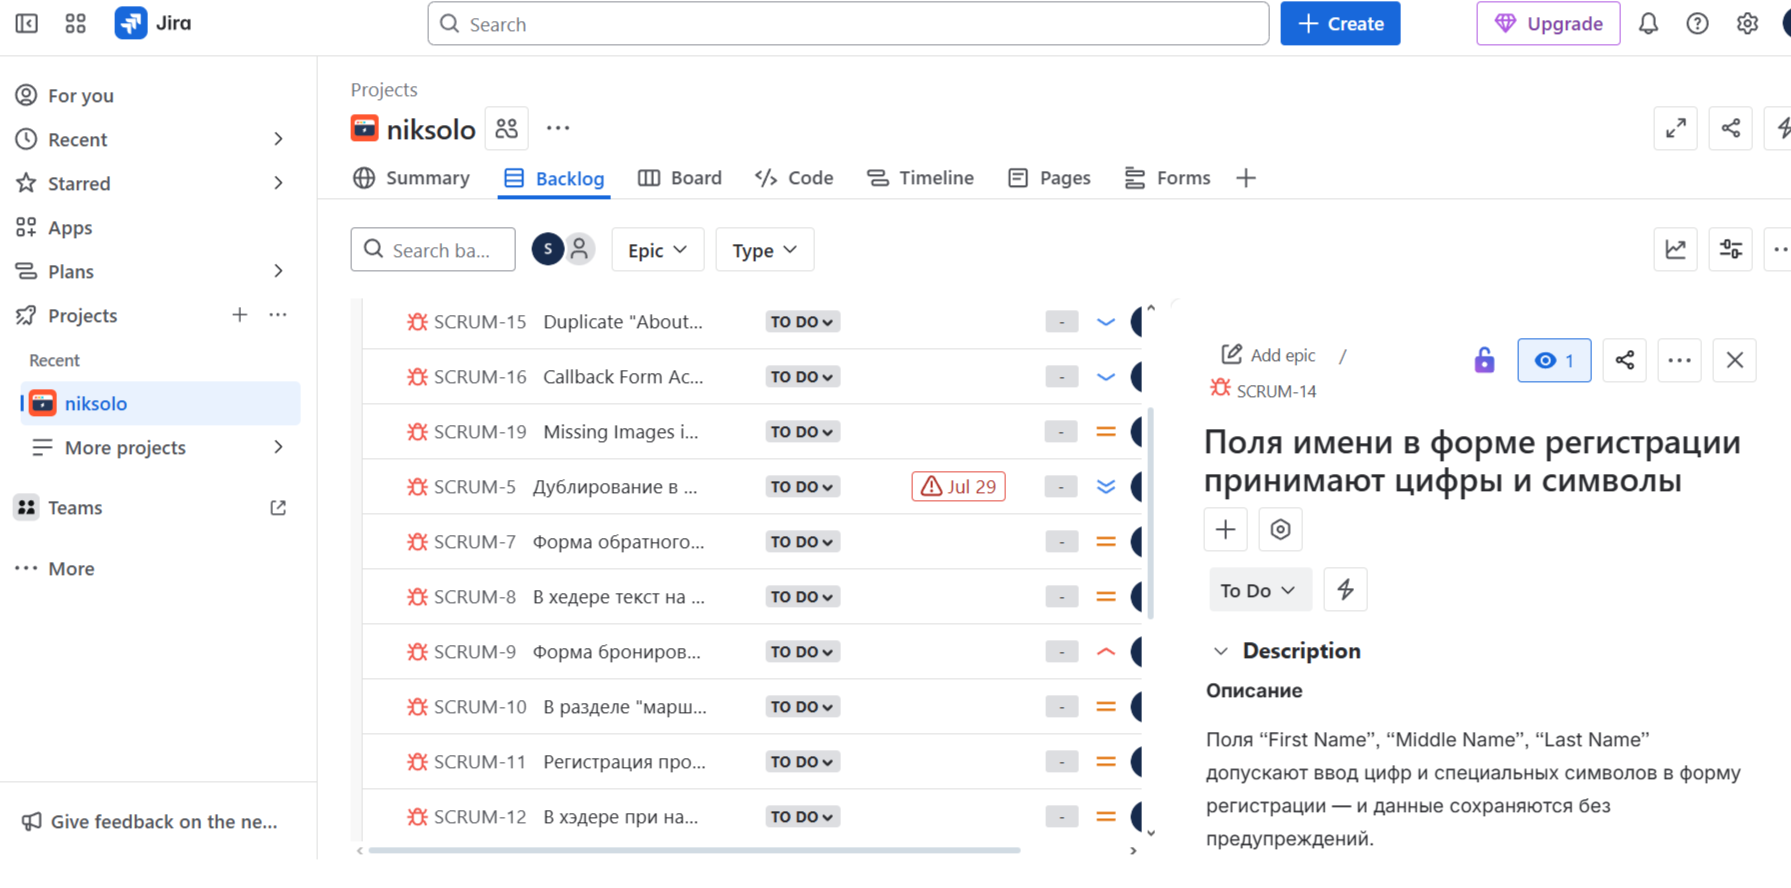 Jira
Search
Create
Upgrade
For you
Recent
Starred
Apps
Plans
Projects
Recent
niksolo
More projects
Teams
More
Give feedback on the ne...
Projects
niksolo
Summary
Backlog
Board
Code
Timeline
Pages
Forms
Search ba...
S
Epic
Type
SCRUM-15 Duplicate "About... TO DO -
SCRUM-16 Callback Form Ac... TO DO -
SCRUM-19 Missing Images i... TO DO -
SCRUM-5 Дублирование в ... TO DO Jul 29 -
SCRUM-7 Форма обратного... TO DO -
SCRUM-8 В хедере текст на ... TO DO -
SCRUM-9 Форма брониров... TO DO -
SCRUM-10 В разделе "марш... TO DO -
SCRUM-11 Регистрация про... TO DO -
SCRUM-12 В хэдере при на... TO DO -
Add epic /
1
SCRUM-14
Поля имени в форме регистрации
принимают цифры и символы
To Do
Description
Описание
Поля “First Name”, “Middle Name”, “Last Name”
допускают ввод цифр и специальных символов в форму
регистрации — и данные сохраняются без
предупреждений.